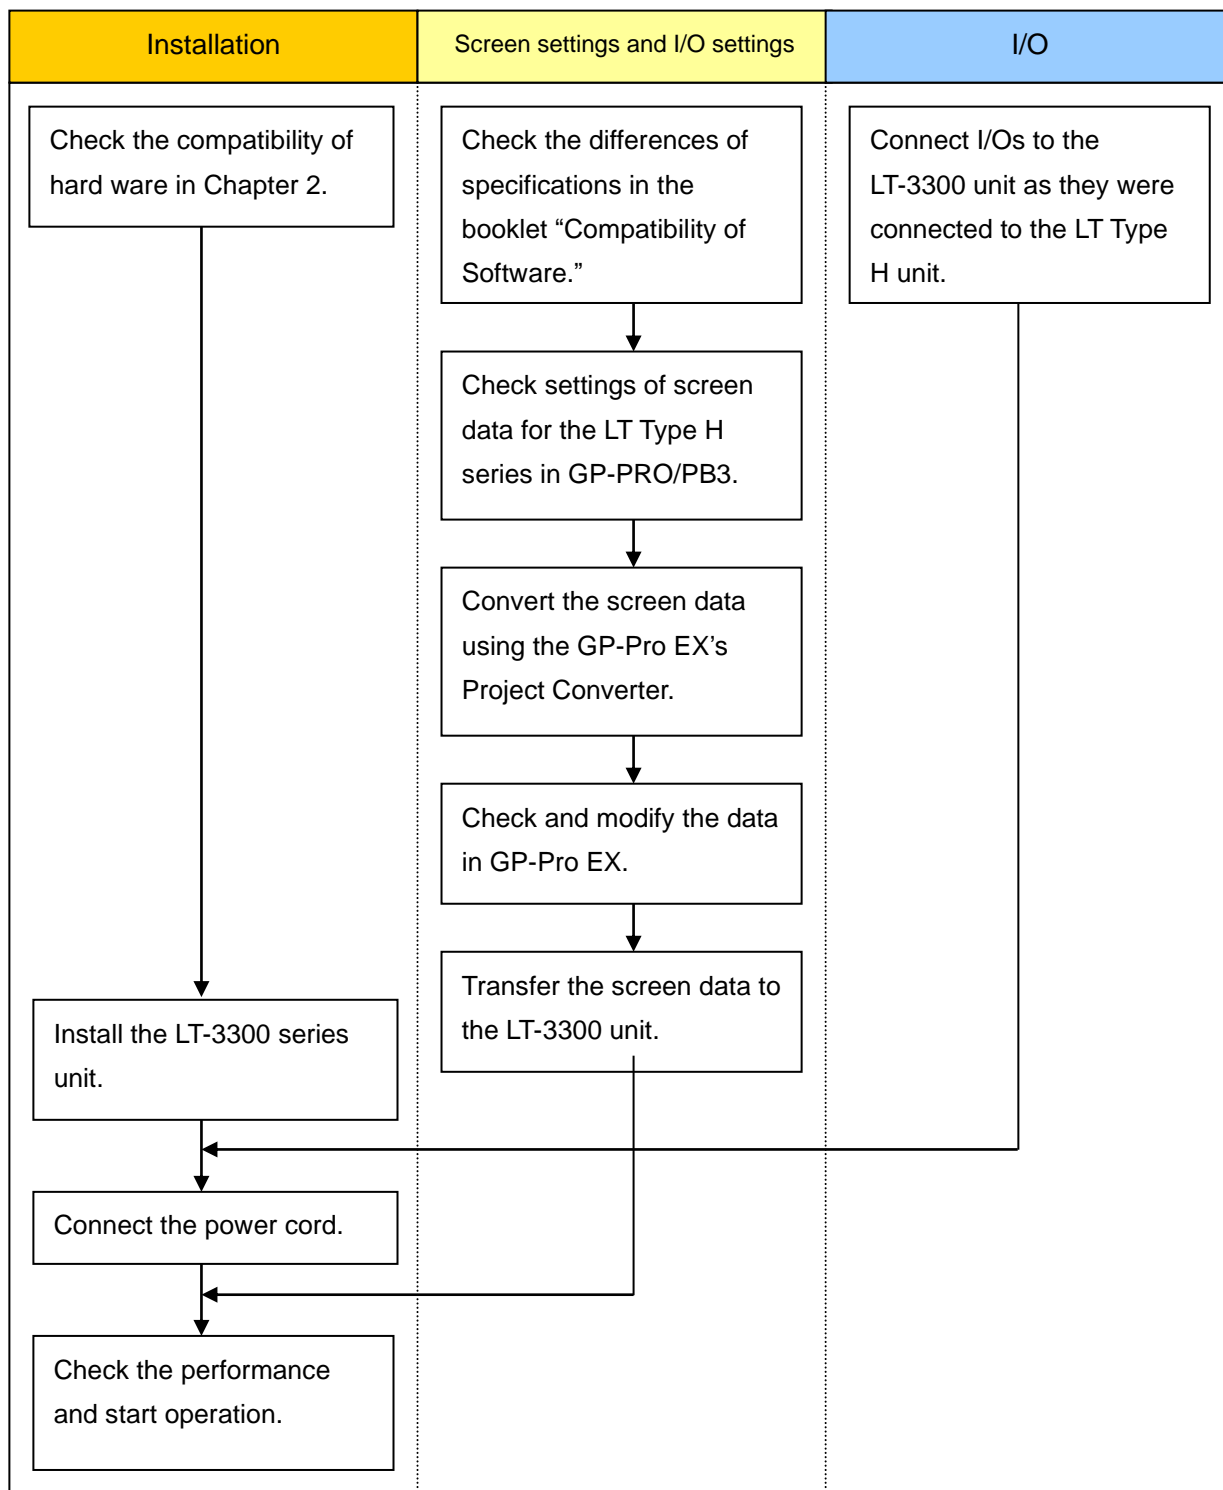 Installation
Screen settings and I/O settings
I/O
Check the compatibility of
hard ware in Chapter 2.
Check the differences of
specifications in the
booklet “Compatibility of
Software.”
Connect I/Os to the
LT-3300 unit as they were
connected to the LT Type
H unit.
Check settings of screen
data for the LT Type H
series in GP-PRO/PB3.
Convert the screen data
using the GP-Pro EX’s
Project Converter.
Check and modify the data
in GP-Pro EX.
Transfer the screen data to
the LT-3300 unit.
Install the LT-3300 series
unit.
Connect the power cord.
Check the performance
and start operation.